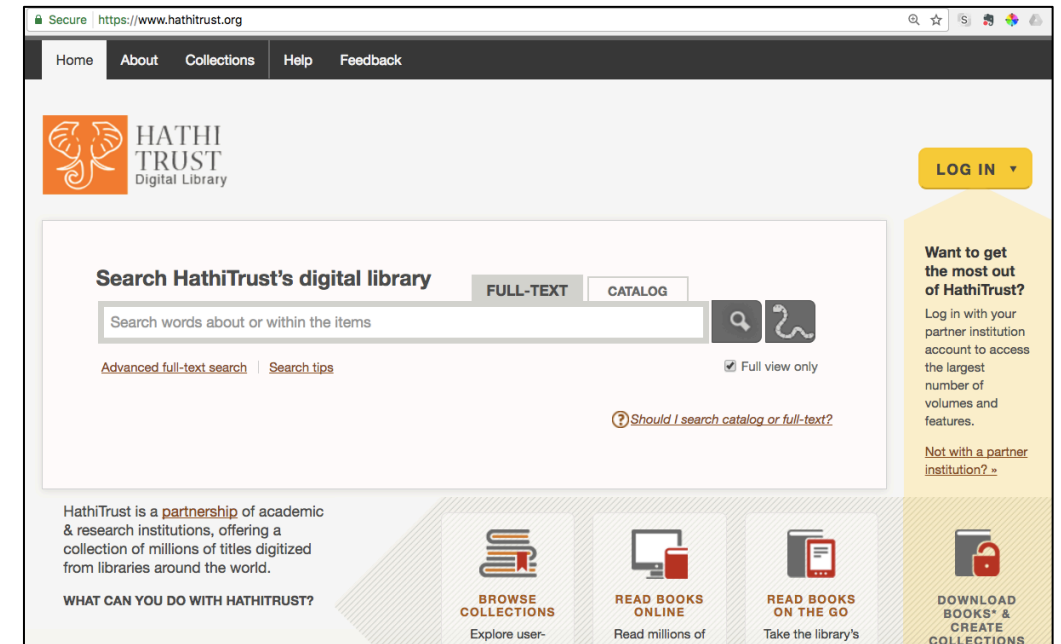 Secure https://www.hathitrust.org
Home About Collections Help Feedback
HATHI
TRUST
Digital Library
LOG IN
Search HathiTrust's digital library
FULL-TEXT CATALOG
Search words about or within the items
Advanced full-text search Search tips
Full view only
Should I search catalog or full-text?
Want to get
the most out
of HathiTrust?
Log in with your
partner institution
account to access
the largest
number of
volumes and
features.
Not with a partner
institution? »
HathiTrust is a partnership of academic
& research institutions, offering a
collection of millions of titles digitized
from libraries around the world.
WHAT CAN YOU DO WITH HATHITRUST?
BROWSE
COLLECTIONS
Explore user-
READ BOOKS
ONLINE
Read millions of
READ BOOKS
ON THE GO
Take the library's
DOWNLOAD
BOOKS* &
CREATE
COLLECTIONS